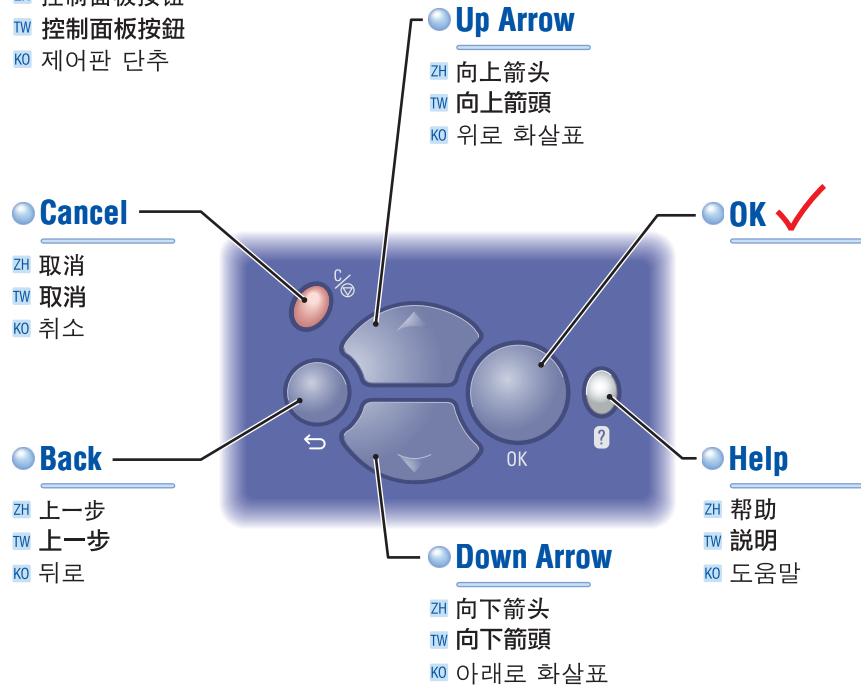 TW 控制面板按鈕
KO 제어판 단추
Up Arrow
ZH 向上箭头
TW 向上箭頭
KO 위로 화살표
Cancel
ZH 取消
TW 取消
KO 취소
OK
C
OK
?
Back
ZH 上一步
TW 上一步
KO 뒤로
Help
ZH 帮助
TW 説明
KO 도움말
Down Arrow
ZH 向下箭头
TW 向下箭頭
KO 아래로 화살표